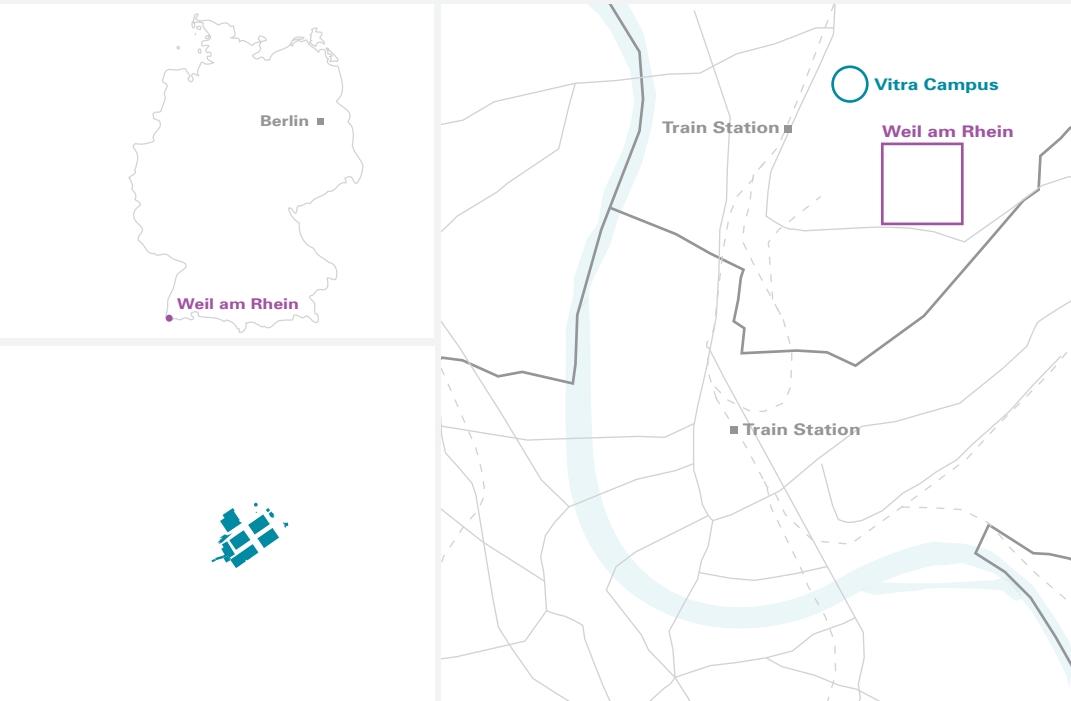 Berlin
Weil am Rhein
Vitra Campus
Train Station
Weil am Rhein
Train Station